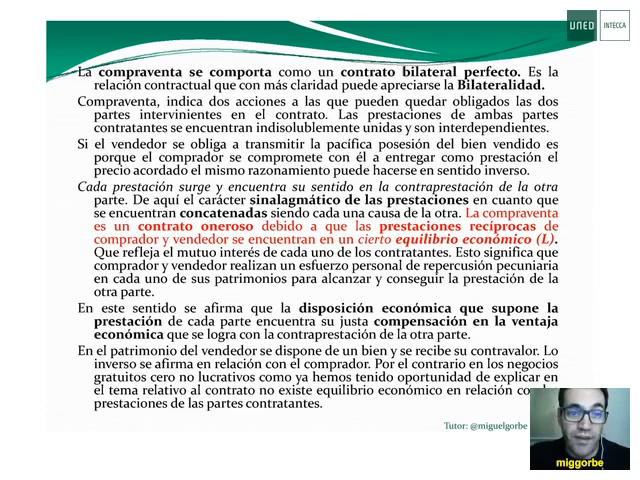 UNED INTECCA
La compraventa se comporta como un contrato bilateral perfecto. Es la
relación contractual que con más claridad puede apreciarse la Bilateralidad.
Compraventa, indica dos acciones a las que pueden quedar obligados las dos
partes intervinientes en el contrato. Las prestaciones de ambas partes
contratantes se encuentran indisolublemente unidas y son interdependientes.
Si el vendedor se obliga a transmitir la pacífica posesión del bien vendido es
porque el comprador se compromete con él a entregar como prestación el
precio acordado el mismo razonamiento puede hacerse en sentido inverso.
Cada prestación surge y encuentra su sentido en la contraprestación de la otra
parte. De aquí el carácter sinalagmático de las prestaciones en cuanto que
se encuentran concatenadas siendo cada una causa de la otra. La compraventa
es un contrato oneroso debido a que las prestaciones recíprocas de
comprador y vendedor se encuentran en un cierto equilibrio económico (L).
Que refleja el mutuo interés de cada uno de los contratantes. Esto significa que
comprador y vendedor realizan un esfuerzo personal de repercusión pecuniaria
en cada uno de sus patrimonios para alcanzar y conseguir la prestación de la
otra parte.
En este sentido se afirma que la disposición económica que supone la
prestación de cada parte encuentra su justa compensación en la ventaja
económica que se logra con la contraprestación de la otra parte.
En el patrimonio del vendedor se dispone de un bien y se recibe su contravalor. Lo
inverso se afirma en relación con el comprador. Por el contrario en los negocios
gratuitos cero no lucrativos como ya hemos tenido oportunidad de explicar en
el tema relativo al contrato no existe equilibrio económico en relación con
prestaciones de las partes contratantes.
Tutor: @miguelgorbe
miggorbe